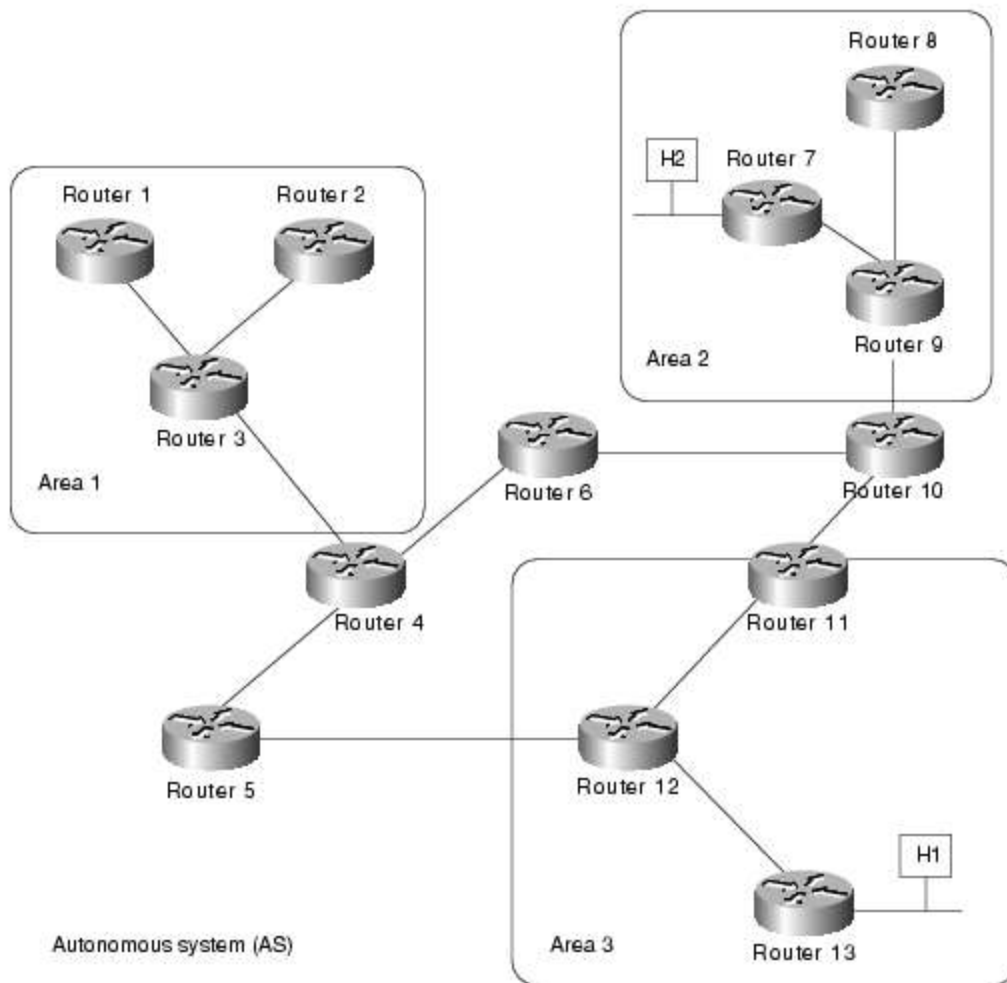 Router 8
H2
Router 7
Router 1
Router 2
Router 9
Area 2
Router 3
Area 1
Router 6
Router 10
Router 4
Router 11
Router 5
Router 12
H1
Autonomous system (AS)
Area 3
Router 13